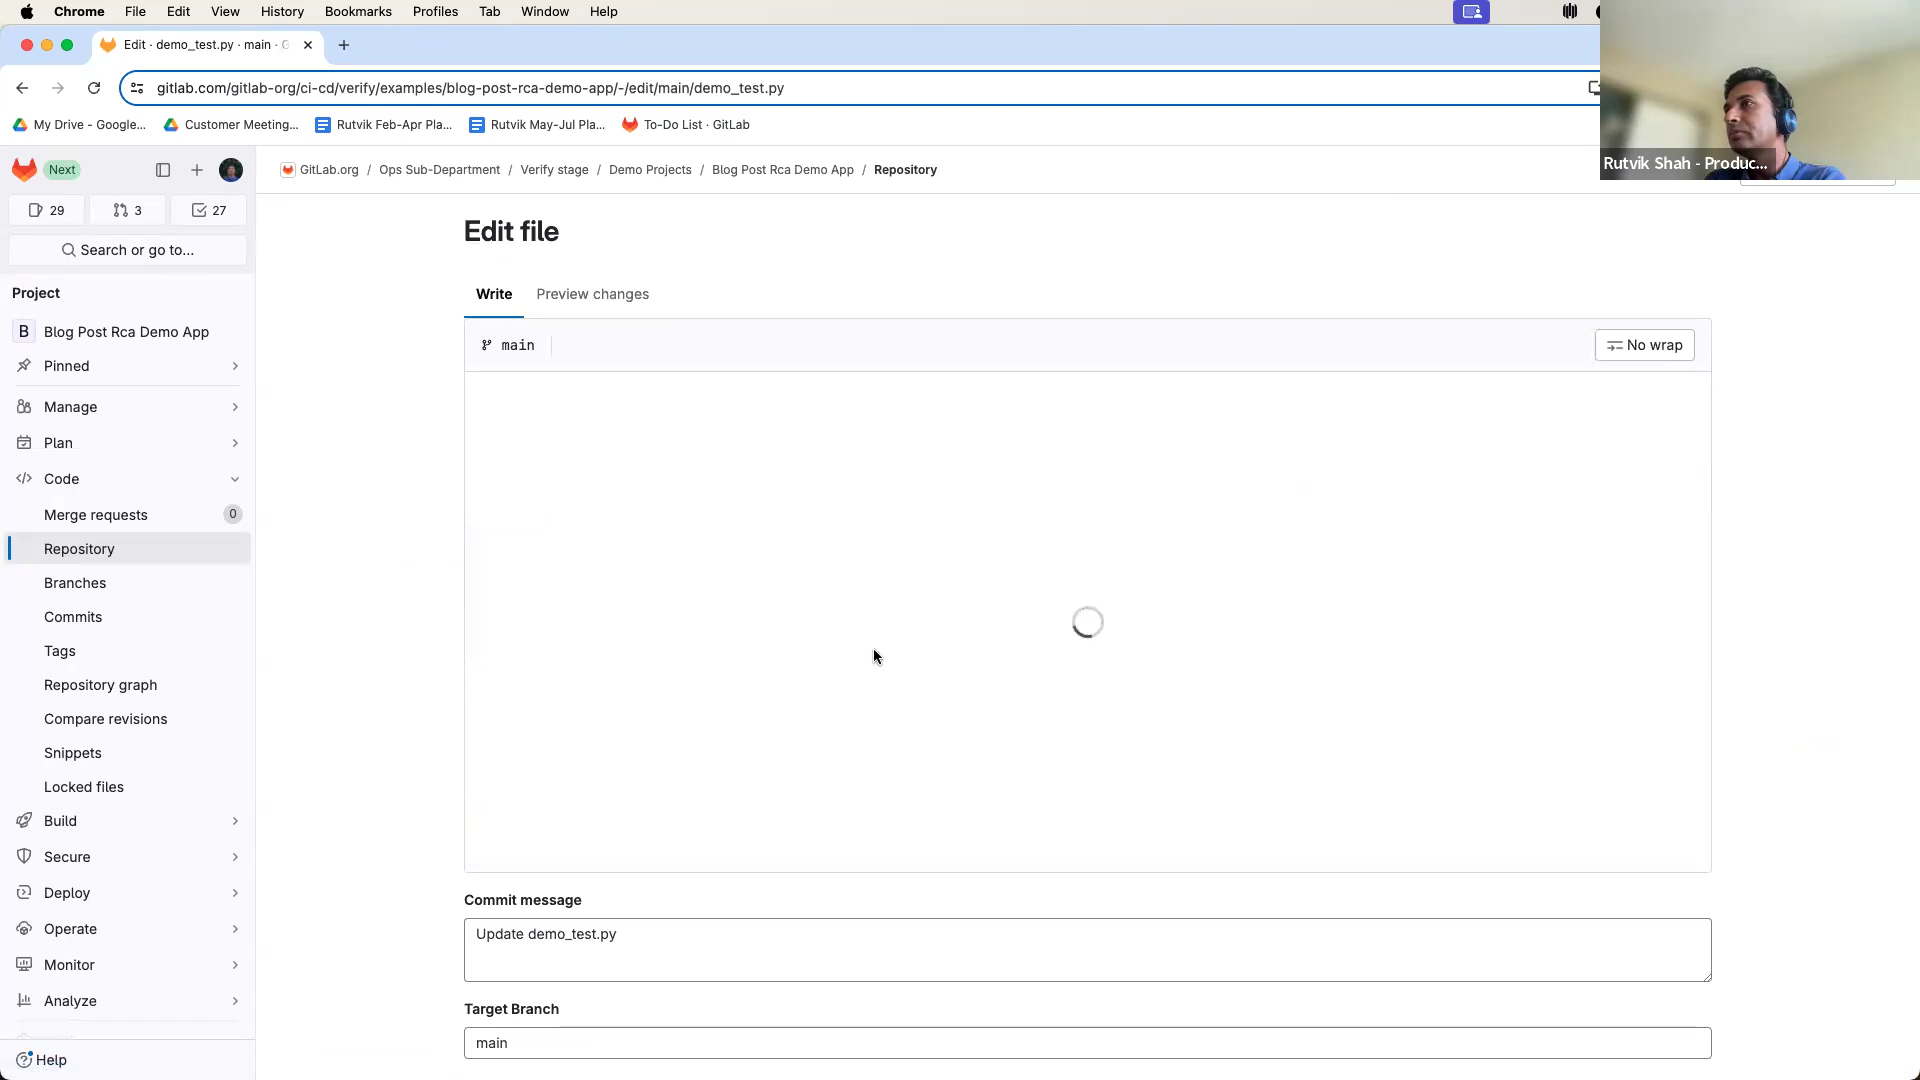 Chrome File Edit View History Bookmarks Profiles Tab Window Help
Edit · demo_test.py · main · G
gitlab.com/gitlab-org/ci-cd/verify/examples/blog-post-rca-demo-app/-/edit/main/demo_test.py
My Drive - Google... Customer Meeting... Rutvik Feb-Apr Pla... Rutvik May-Jul Pla... To-Do List · GitLab
Rutvik Shah - Produc...
Next
GitLab.org / Ops Sub-Department / Verify stage / Demo Projects / Blog Post Rca Demo App / Repository
29 3 27
Search or go to...
Project
B Blog Post Rca Demo App
Pinned
Manage
Plan
Code
Merge requests 0
Repository
Branches
Commits
Tags
Repository graph
Compare revisions
Snippets
Locked files
Build
Secure
Deploy
Operate
Monitor
Analyze
Help
Edit file
Write Preview changes
main No wrap
Commit message
Update demo_test.py
Target Branch
main